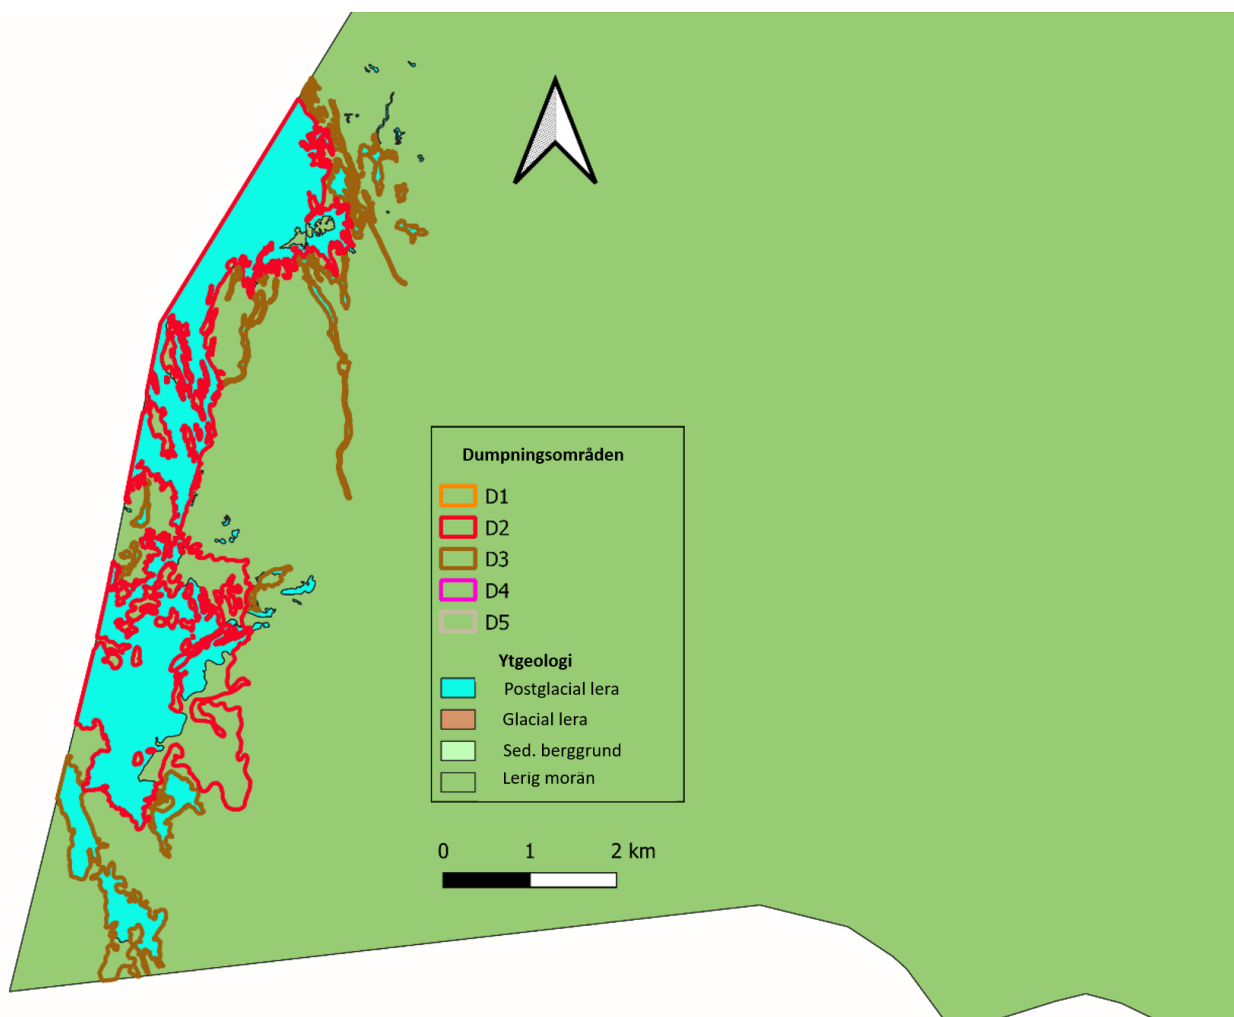 Dumpningsområden
D1
D2
D3
D4
D5
Ytgeologi
Postglacial lera
Glacial lera
Sed. berggrund
Lerig morän
0 1 2 km